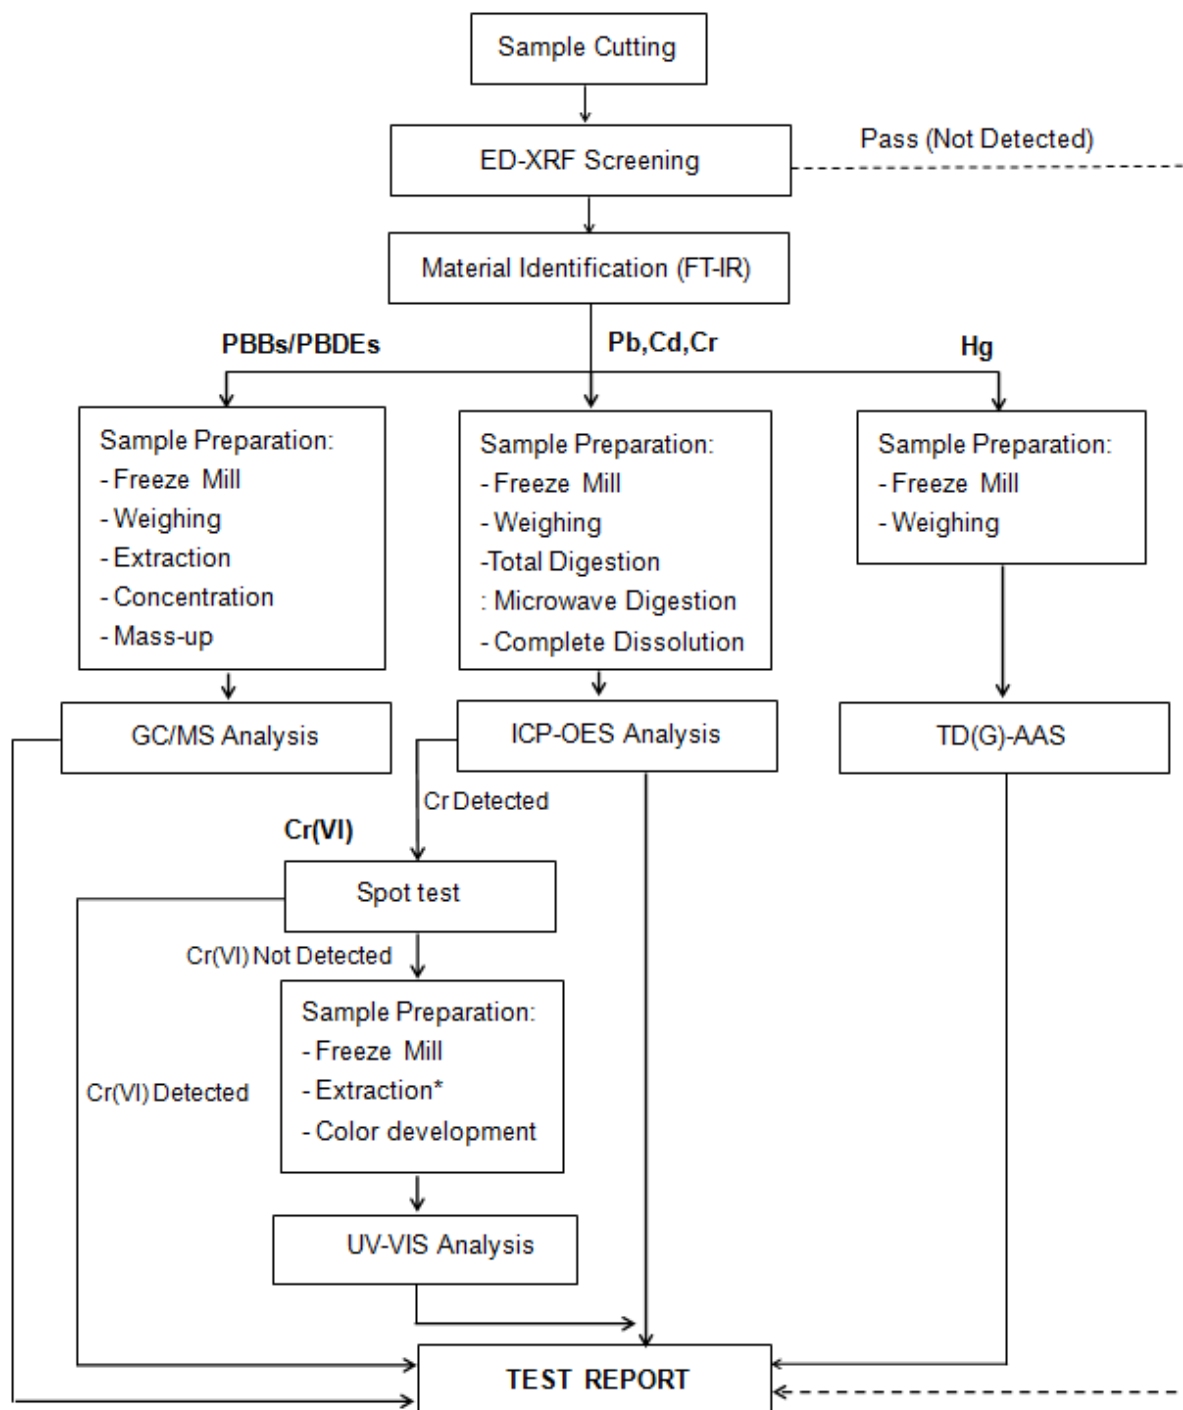 Sample Cutting
ED-XRF Screening
Pass (Not Detected)
Material Identification (FT-IR)
PBBs/PBDEs
Pb,Cd,Cr
Hg
Sample Preparation:
- Freeze Mill
- Weighing
- Extraction
- Concentration
- Mass-up
Sample Preparation:
- Freeze Mill
- Weighing
-Total Digestion
: Microwave Digestion
- Complete Dissolution
Sample Preparation:
- Freeze Mill
- Weighing
GC/MS Analysis
ICP-OES Analysis
TD(G)-AAS
Cr Detected
Cr(VI)
Spot test
Cr(VI) Not Detected
Sample Preparation:
- Freeze Mill
- Extraction*
- Color development
Cr(VI) Detected
UV-VIS Analysis
TEST REPORT